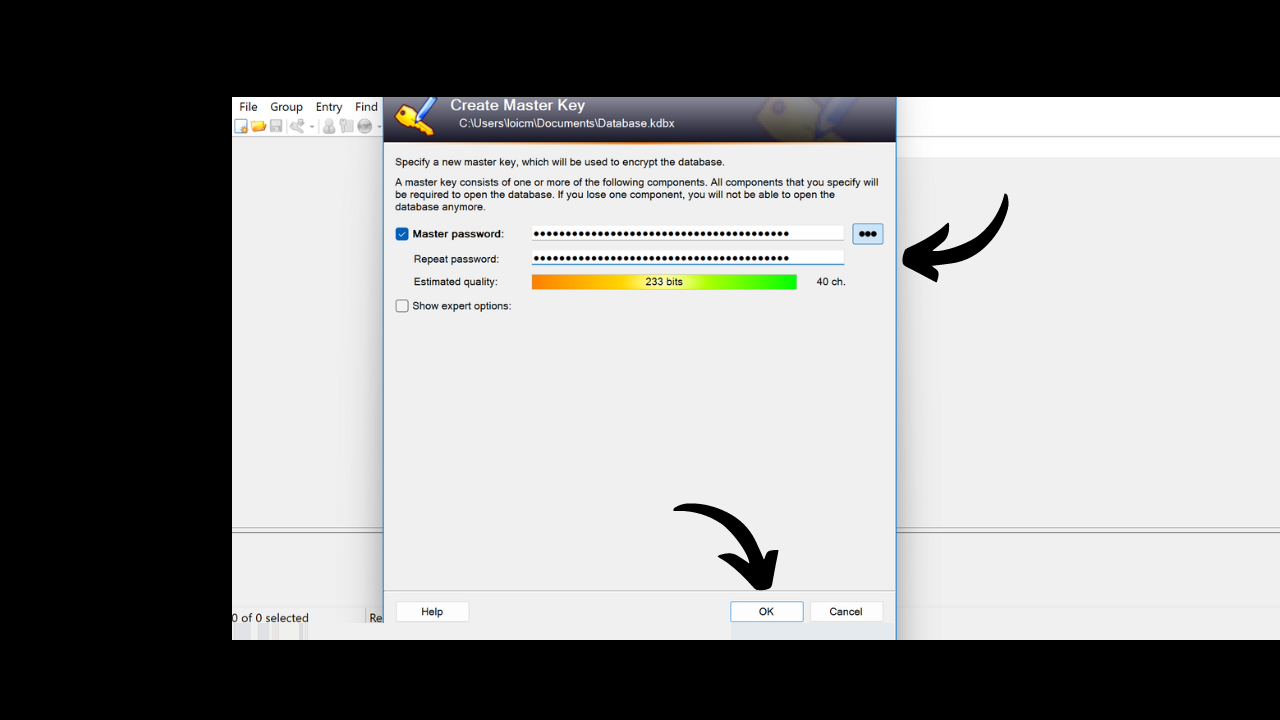 File Group Entry Find
Create Master Key
C:\Users\loicm\Documents\Database.kdbx
Specify a new master key, which will be used to encrypt the database.
A master key consists of one or more of the following components. All components that you specify will
be required to open the database. If you lose one component, you will not be able to open the
database anymore.
Master password: ●●●●●●●●●●●●●●●●●●●●●●●●●●●●●●●●●●●●●●●● ●●●
Repeat password: ●●●●●●●●●●●●●●●●●●●●●●●●●●●●●●●●●●●●●●●●
Estimated quality: 233 bits 40 ch.
Show expert options:
Help OK Cancel
0 of 0 selected Re